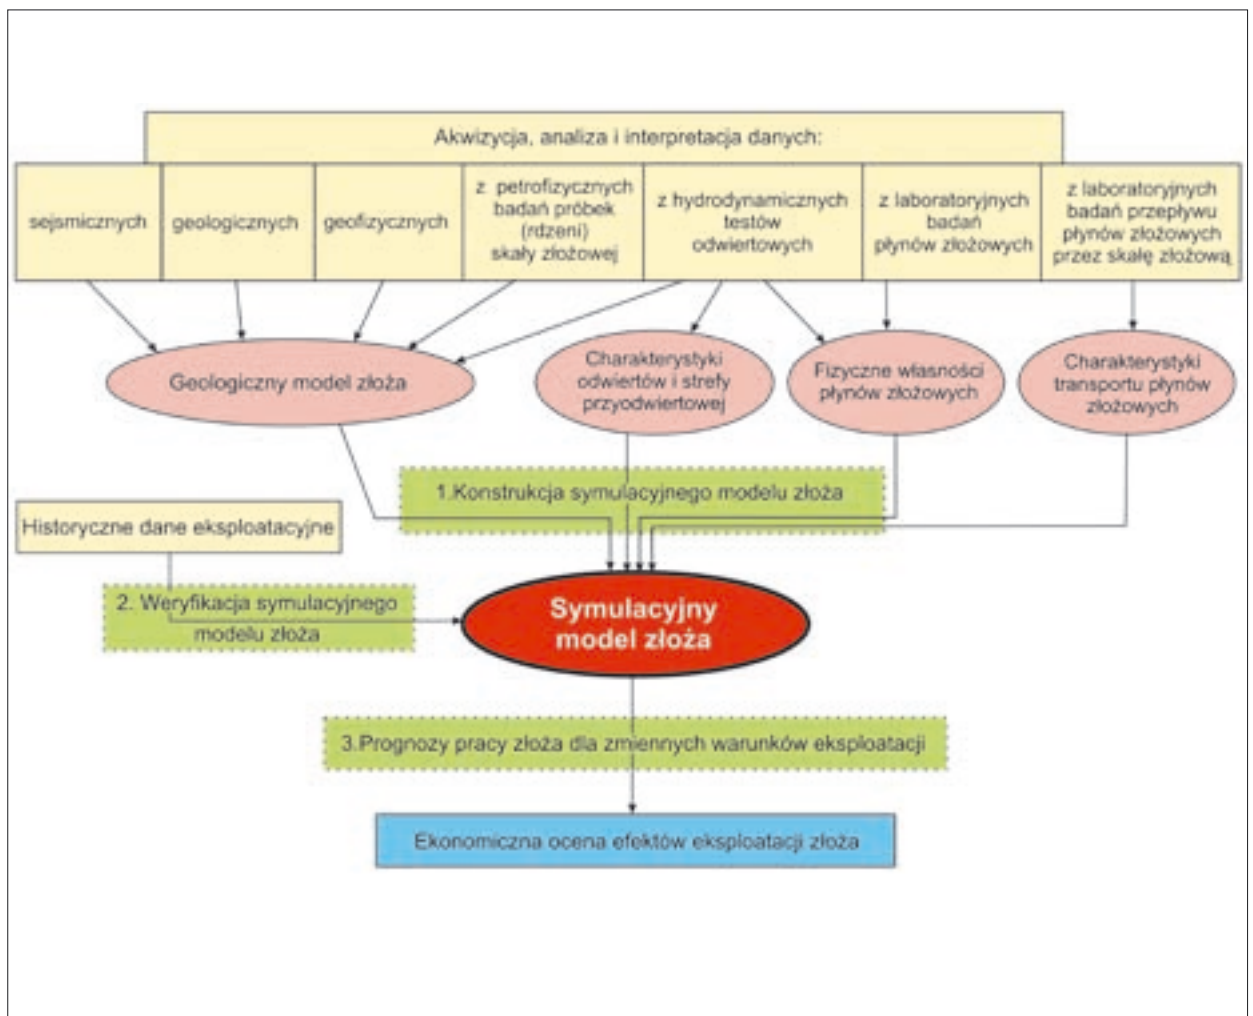 Akwizycja, analiza i interpretacja danych:
sejsmicznych
geologicznych
geofizycznych
z petrofizycznych
badań próbek
(rdzeni)
skały złożowej
z hydrodynamicznych
testów
odwiertowych
z laboratoryjnych
badań
płynów złożowych
z laboratoryjnych
badań przepływu
płynów złożowych
przez skałę złożową
Geologiczny model złoża
Charakterystyki
odwiertów i strefy
przyodwiertowej
Fizyczne własności
płynów złożowych
Charakterystyki
transportu płynów
złożowych
1.Konstrukcja symulacyjnego modelu złoża
Historyczne dane eksploatacyjne
2. Weryfikacja symulacyjnego
modelu złoża
Symulacyjny
model złoża
3.Prognozy pracy złoża dla zmiennych warunków eksploatacji
Ekonomiczna ocena efektów eksploatacji złoża